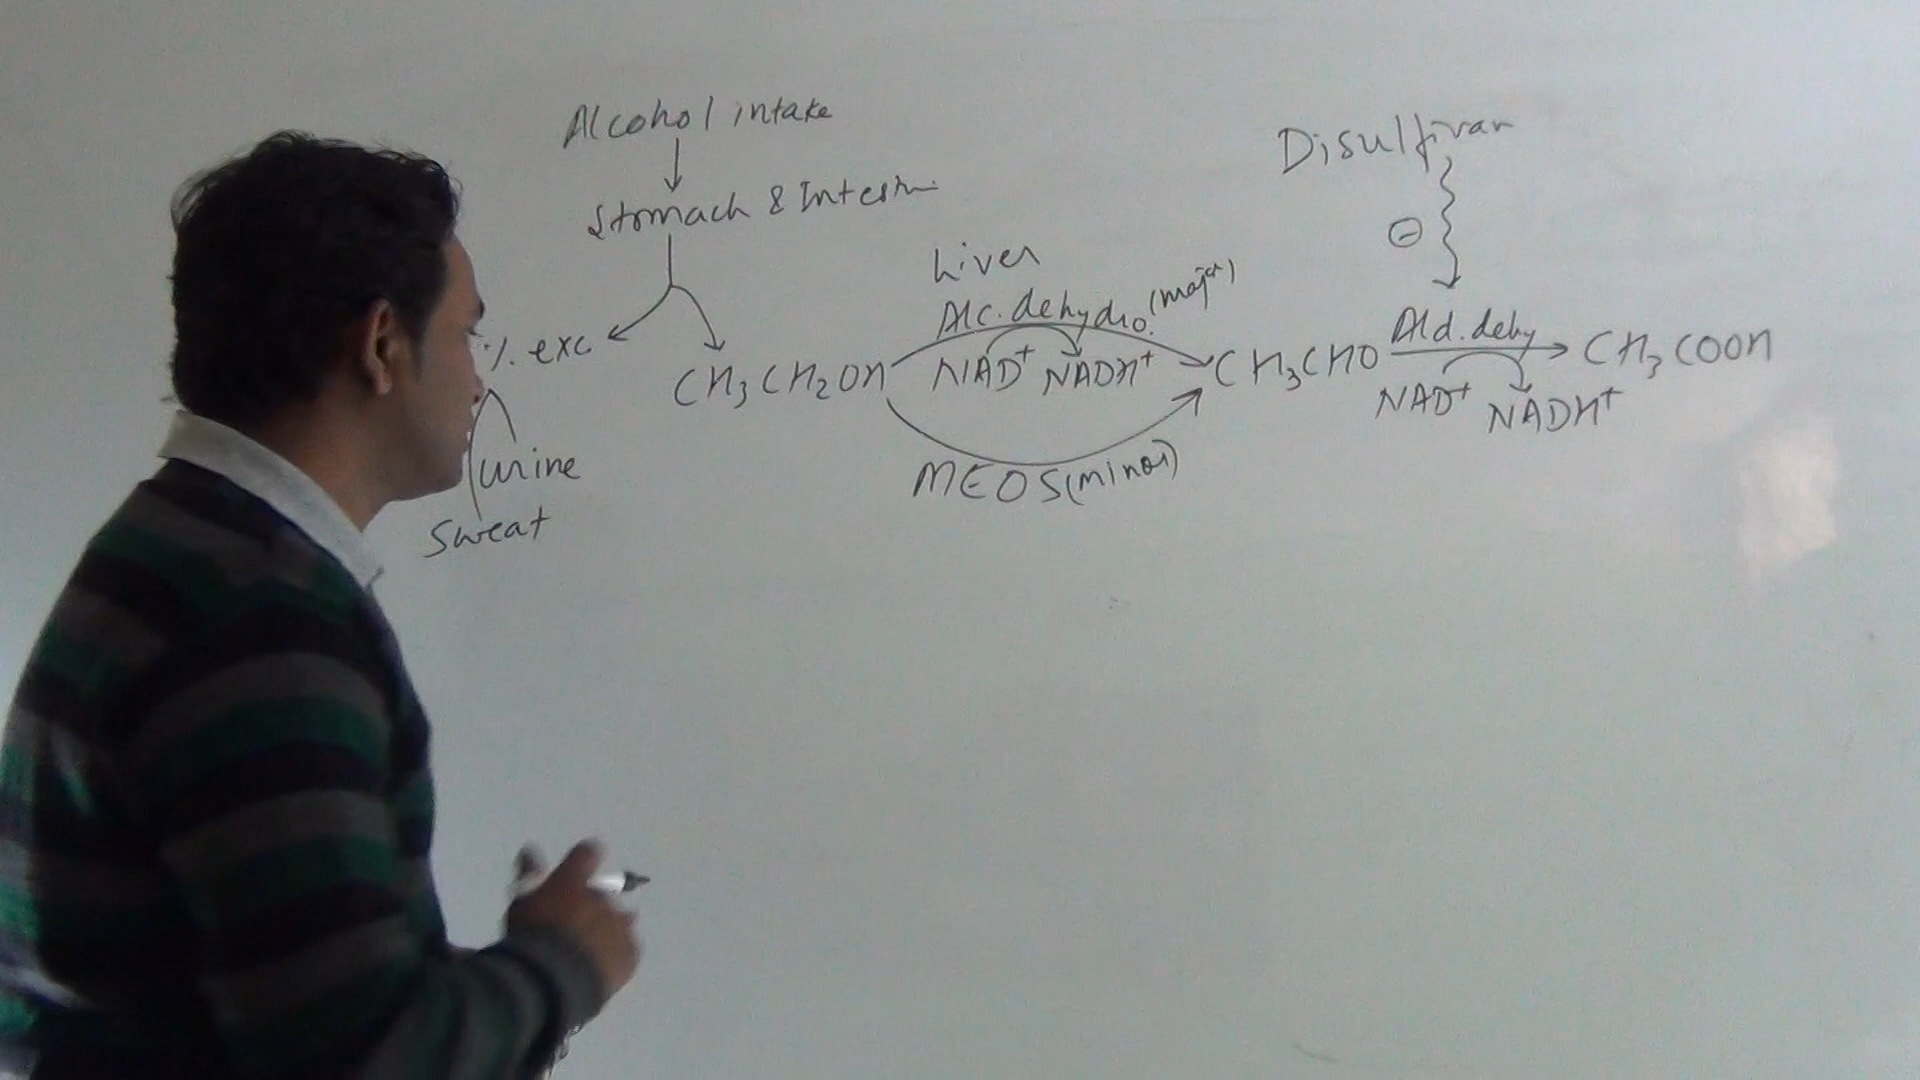 Alcohol intake
Stomach & Intestin
Liver
Alc. dehydro. (major)
% exc
CH3CH2OH
NAD+ NADH+
CH3CHO
MEOS (minor)
Urine
Sweat
Disulfiram
⊖
Ald. dehy
CH3COOH
NAD+ NADH+